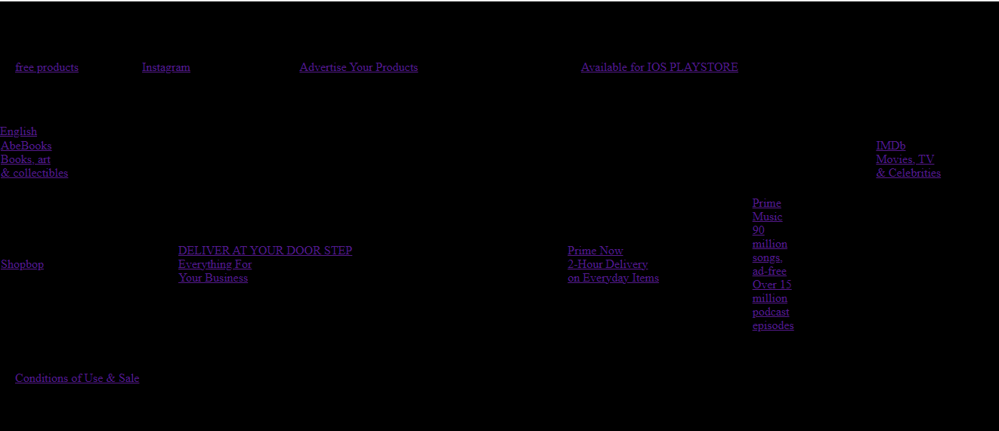 free products
Instagram
Advertise Your Products
Available for IOS PLAYSTORE
English
AbeBooks
Books, art
& collectibles
IMDb
Movies, TV
& Celebrities
Shopbop
DELIVER AT YOUR DOOR STEP
Everything For
Your Business
Prime Now
2-Hour Delivery
on Everyday Items
Prime
Music
90
million
songs,
ad-free
Over 15
million
podcast
episodes
Conditions of Use & Sale